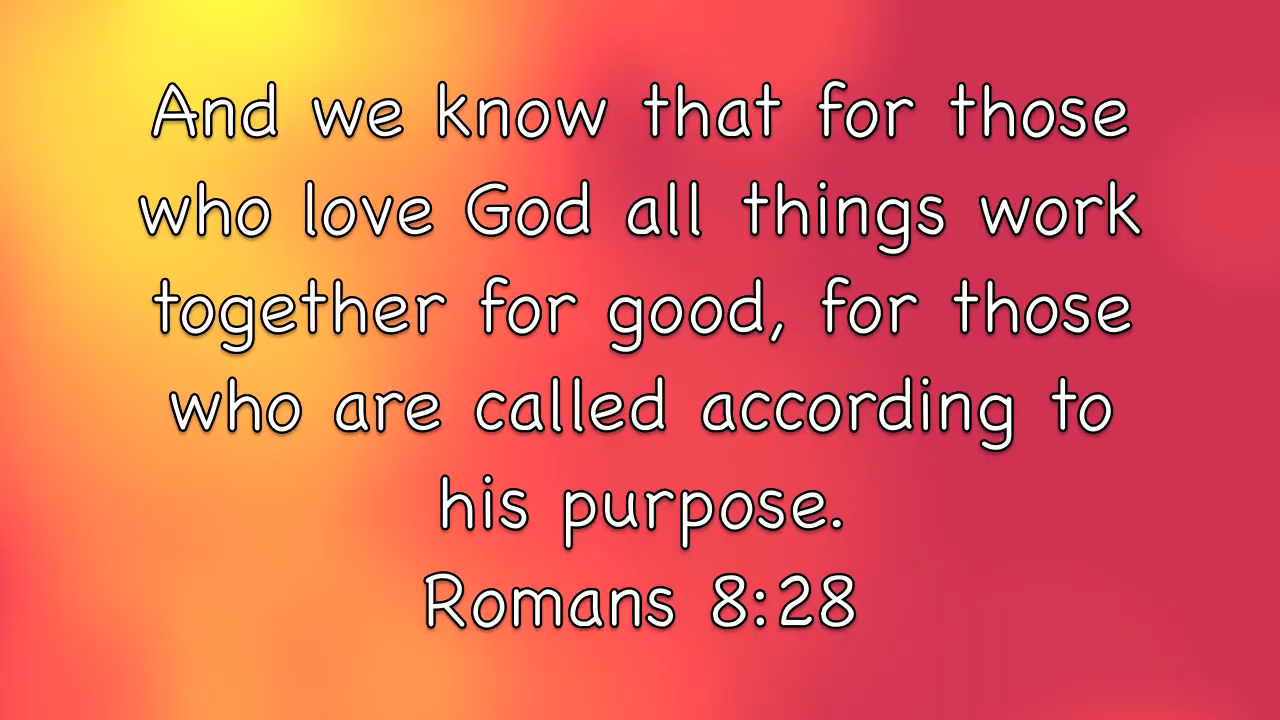 And we know that for those
who love God all things work
together for good, for those
who are called according to
his purpose.
Romans 8:28